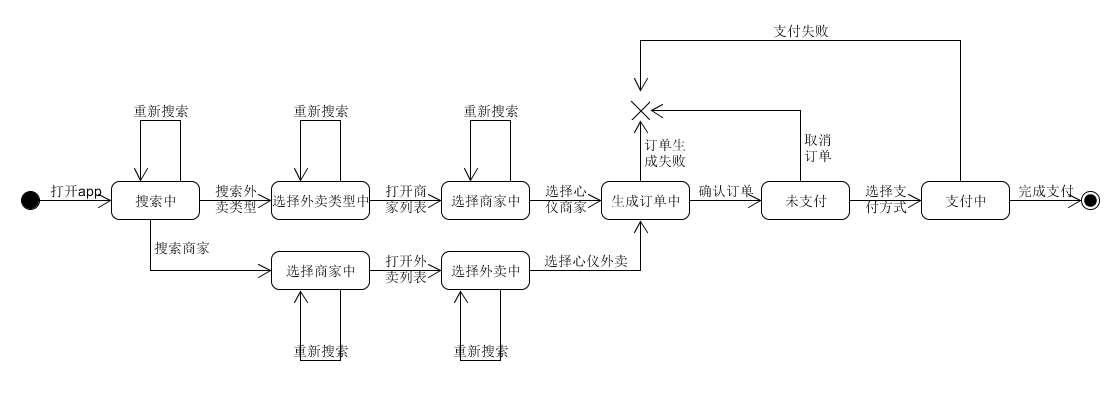 支付失败
重新搜索
重新搜索
重新搜索
订单生
成失败
取消
订单
打开app
搜索中
搜索外
卖类型
选择外卖类型中
打开商
家列表
选择商家中
选择心
仪商家
生成订单中
确认订单
未支付
选择支
付方式
支付中
完成支付
搜索商家
选择商家中
打开外
卖列表
选择外卖中
选择心仪外卖
重新搜索
重新搜索